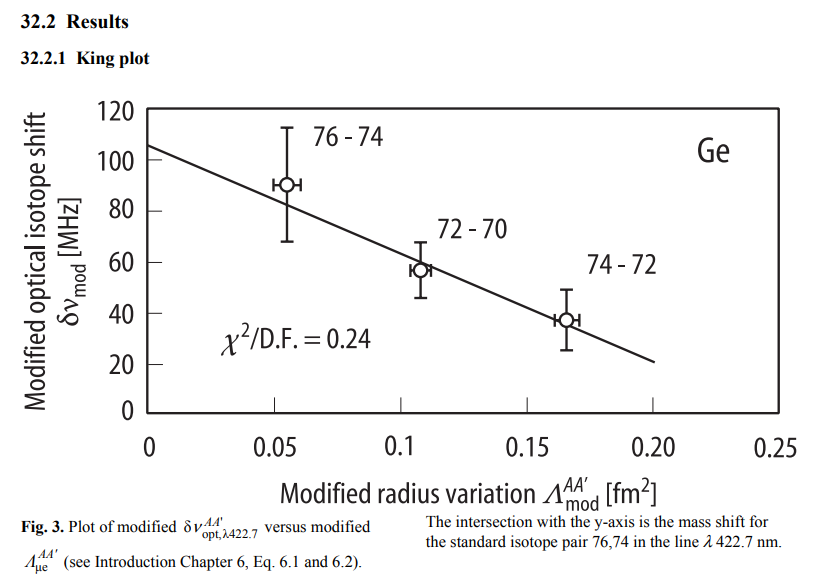 32.2 Results
32.2.1 King plot
Modified optical isotope shift
δν_mod [MHz]
120
100
80
60
40
20
0
76 - 74
72 - 70
74 - 72
Ge
χ²/D.F. = 0.24
0
0.05
0.1
0.15
0.20
0.25
Modified radius variation Λ^AA'_mod [fm²]
Fig. 3. Plot of modified δν^AA'_opt,λ422.7 versus modified
Λ^AA'_μe (see Introduction Chapter 6, Eq. 6.1 and 6.2).
The intersection with the y-axis is the mass shift for
the standard isotope pair 76,74 in the line λ 422.7 nm.